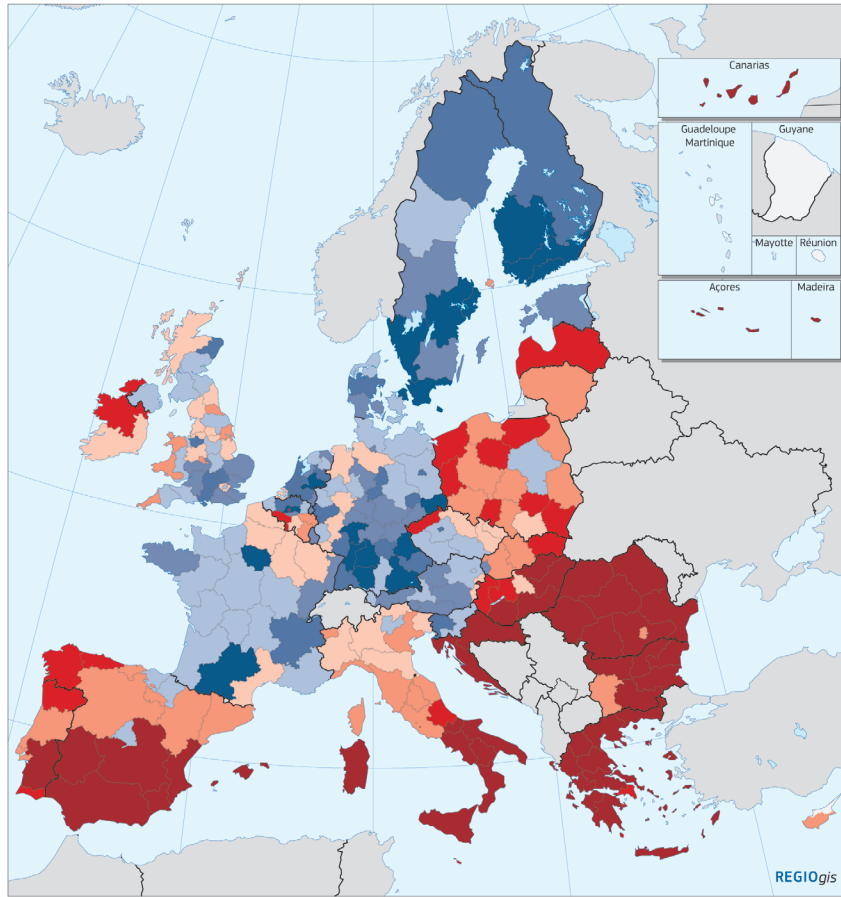 Canarias
Guadeloupe
Martinique
Guyane
Mayotte
Réunion
Açores
Madeira
REGIOgis